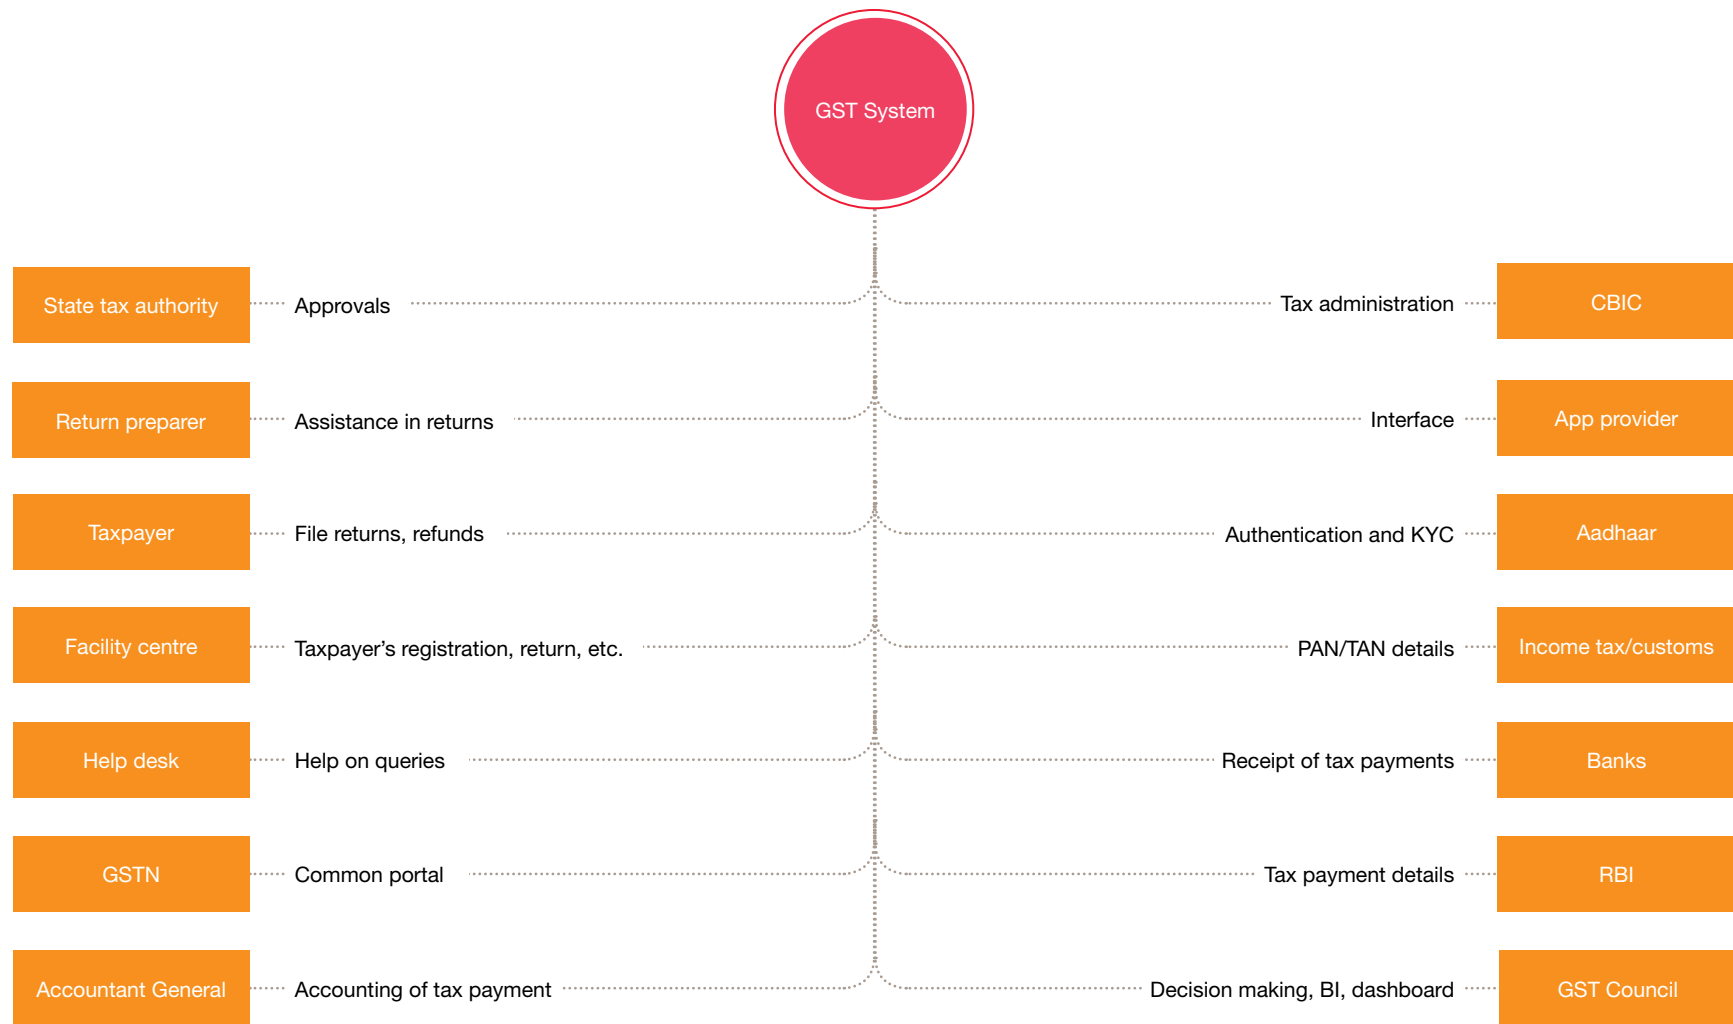 GST System
State tax authority
Approvals
Tax administration
CBIC
Return preparer
Assistance in returns
Interface
App provider
Taxpayer
File returns, refunds
Authentication and KYC
Aadhaar
Facility centre
Taxpayer’s registration, return, etc.
PAN/TAN details
Income tax/customs
Help desk
Help on queries
Receipt of tax payments
Banks
GSTN
Common portal
Tax payment details
RBI
Accountant General
Accounting of tax payment
Decision making, BI, dashboard
GST Council